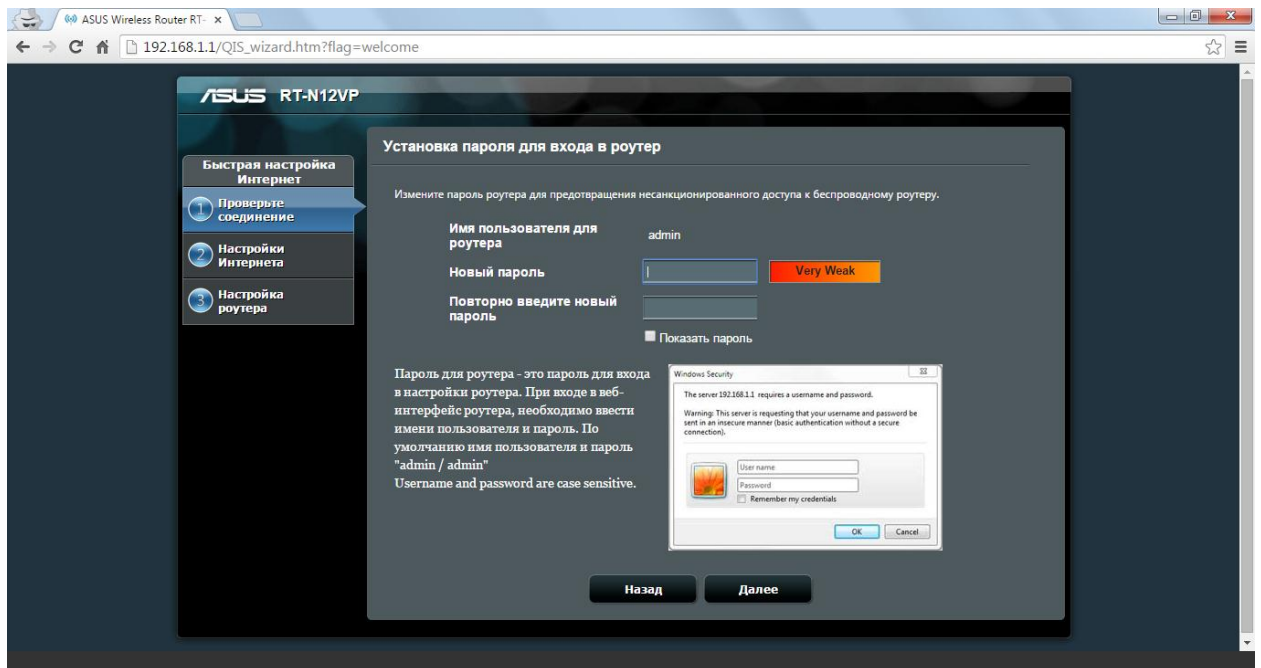 ASUS Wireless Router RT-
192.168.1.1/QIS_wizard.htm?flag=welcome
ASUS RT-N12VP
Быстрая настройка
Интернет
1 Проверьте
соединение
2 Настройки
Интернета
3 Настройка
роутера
Установка пароля для входа в роутер
Измените пароль роутера для предотвращения несанкционированного доступа к беспроводному роутеру.
Имя пользователя для
роутера
admin
Новый пароль
Very Weak
Повторно введите новый
пароль
Показать пароль
Пароль для роутера - это пароль для входа
в настройки роутера. При входе в веб-
интерфейс роутера, необходимо ввести
имени пользователя и пароль. По
умолчанию имя пользователя и пароль
"admin / admin"
Username and password are case sensitive.
Windows Security
The server 192.168.1.1 requires a username and password.
Warning: This server is requesting that your username and password be
sent in an insecure manner (basic authentication without a secure
connection).
User name
Password
Remember my credentials
OK Cancel
Назад Далее